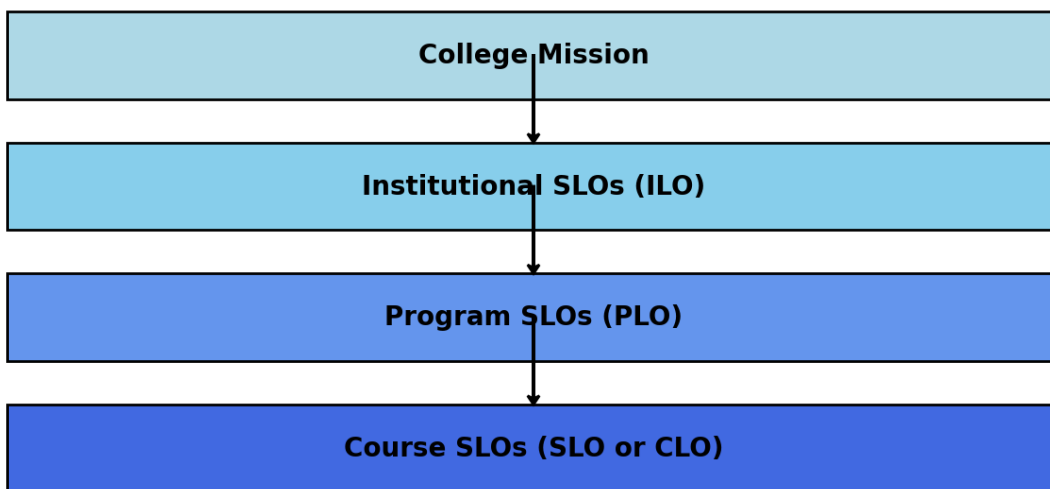 College Mission
Institutional SLOs (ILO)
Program SLOs (PLO)
Course SLOs (SLO or CLO)